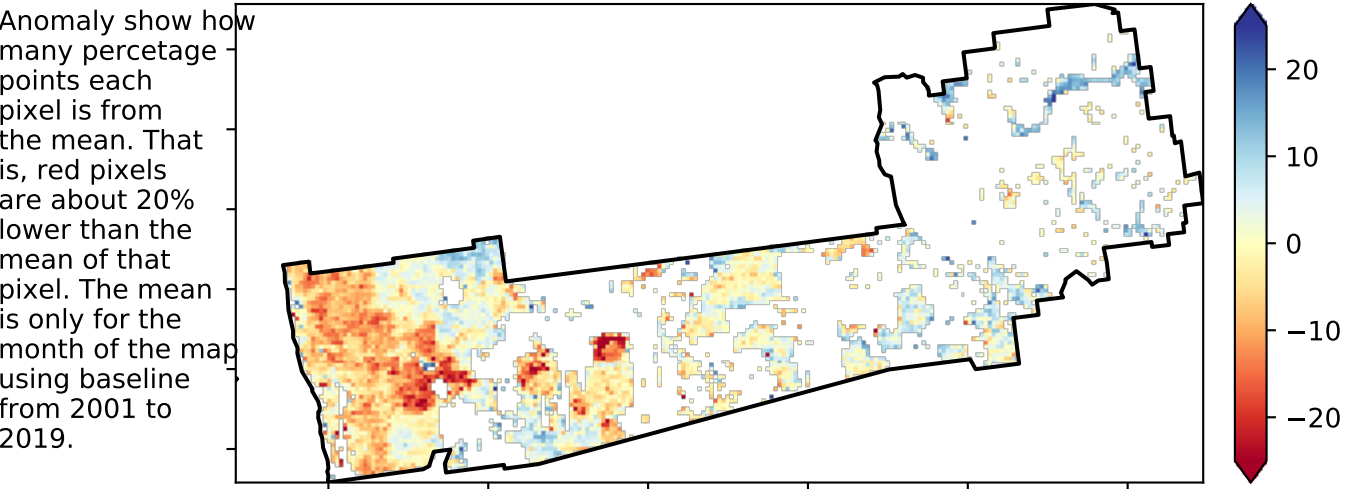 Anomaly show how
many percetage
points each
pixel is from
the mean. That
is, red pixels
are about 20%
lower than the
mean of that
pixel. The mean
is only for the
month of the map
using baseline
from 2001 to
2019.
20
10
0
−10
−20